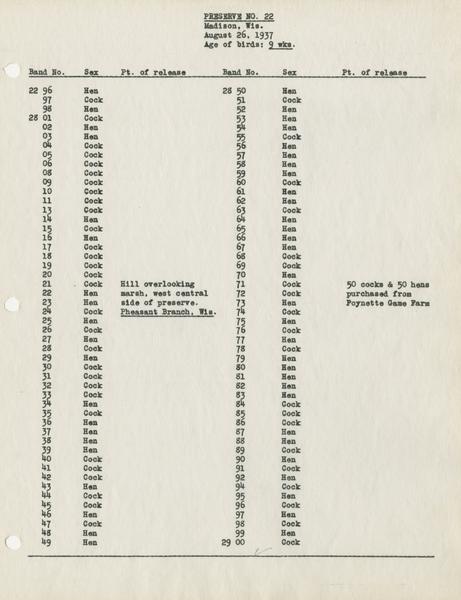 PRESERVE NO. 22
Madison, Wis.
August 26, 1937
Age of birds: 9 wks.
Band No. Sex Pt. of release Band No. Sex Pt. of release
22 96 Hen 28 50 Hen
97 Cock 51 Cock
98 Hen 52 Hen
28 01 Cock 53 Hen
02 Hen 54 Hen
03 Hen 55 Cock
04 Cock 56 Hen
05 Cock 57 Hen
06 Cock 58 Hen
08 Cock 59 Hen
09 Cock 60 Cock
10 Cock 61 Hen
11 Cock 62 Hen
13 Cock 63 Cock
14 Hen 64 Cock
15 Cock 65 Hen
16 Hen 66 Hen
17 Cock 67 Hen
18 Cock 68 Cock
19 Cock 69 Cock
20 Cock 70 Hen
21 Cock Hill overlooking 71 Cock 50 cocks & 50 hens
22 Hen marsh, west central 72 Cock purchased from
23 Hen side of preserve. 73 Hen Poynette Game Farm
24 Cock Pheasant Branch, Wis. 74 Cock
25 Hen 75 Hen
26 Cock 76 Cock
27 Hen 77 Hen
28 Cock 78 Cock
29 Hen 79 Hen
30 Cock 80 Hen
31 Cock 81 Hen
32 Cock 82 Hen
33 Cock 83 Hen
34 Hen 84 Cock
35 Cock 85 Cock
36 Hen 86 Cock
37 Hen 87 Hen
38 Hen 88 Hen
39 Hen 89 Cock
40 Cock 90 Hen
41 Cock 91 Cock
42 Cock 92 Hen
43 Hen 94 Cock
44 Cock 95 Hen
45 Cock 96 Cock
46 Hen 97 Hen
47 Cock 98 Cock
48 Hen 99 Hen
49 Hen 29 00 Cock